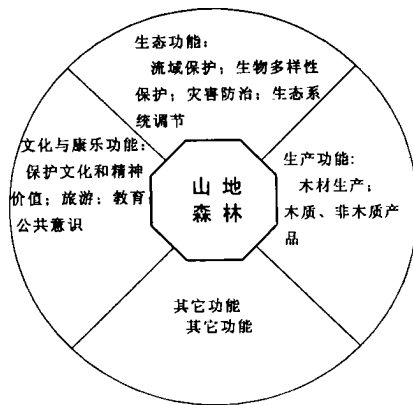 生态功能：
流域保护；生物多样性
保护；灾害防治；生态系
统调节
文化与康乐功能：
保护文化和精神
价值；旅游；教育；
公共意识
山地
森林
生产功能：
木材生产；
木质、非木质产
品
其它功能
其它功能